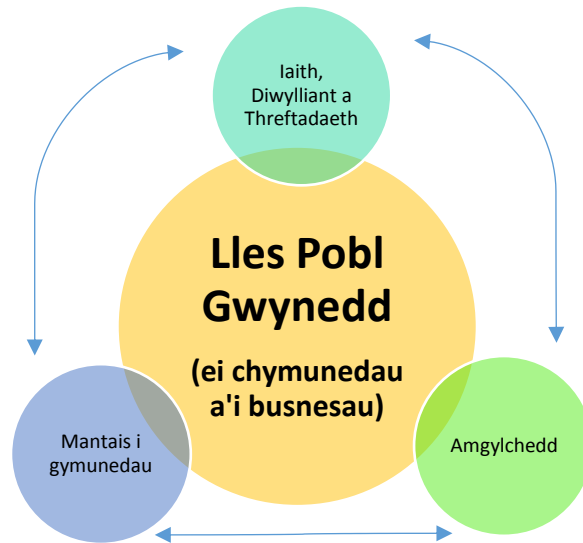 Iaith,
Diwylliant a
Threftadaeth
Lles Pobl
Gwynedd
(ei chymunedau
a'i busnesau)
Mantais i
gymunedau
Amgylchedd